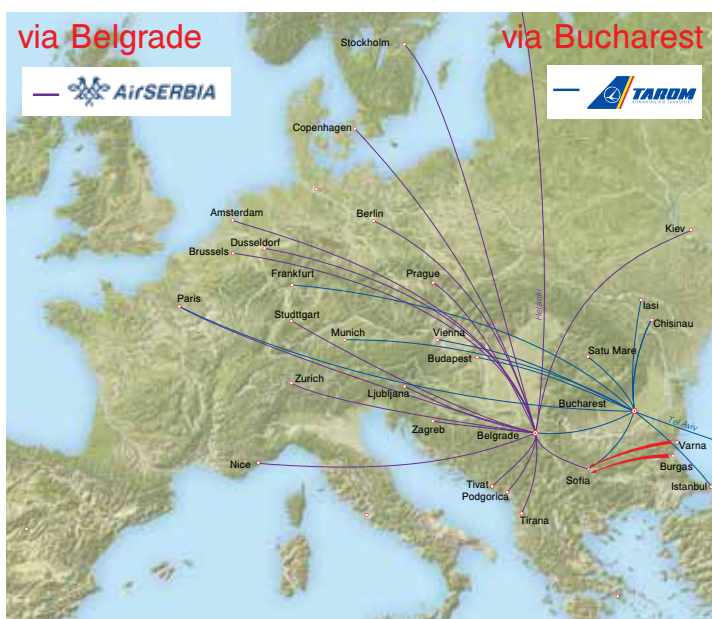 via Belgrade
via Bucharest
AirSERBIA
TAROM
ROMANIAN AIR TRANSPORT
Stockholm
Copenhagen
Amsterdam
Berlin
Kiev
Dusseldorf
Brussels
Frankfurt
Prague
Helsinki
Paris
Iasi
Studttgart
Chisinau
Munich
Vienna
Satu Mare
Budapest
Zurich
Ljubljana
Bucharest
Tel Aviv
Zagreb
Belgrade
Varna
Nice
Burgas
Sofia
Tivat
Istanbul
Podgorica
Tirana